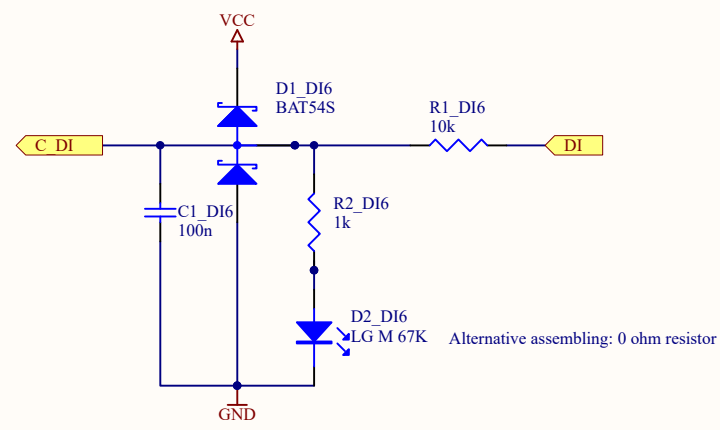 VCC
D1_DI6
BAT54S
R1_DI6
10k
C_DI
DI
C1_DI6
100n
R2_DI6
1k
D2_DI6
LG M 67K
Alternative assembling: 0 ohm resistor
GND